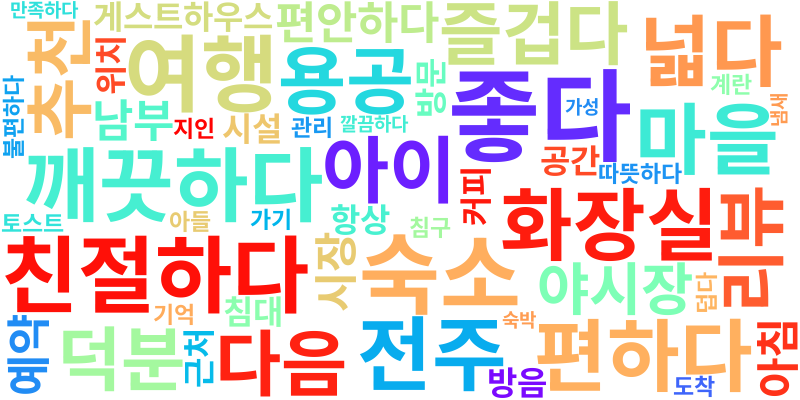 만족하다
게스트하우스
편안하다
즐겁다
넓다
추천
위치
여행
용공
방문
좋다
계란
냄새
가성
불편하다
남부
지인
시설
관리
깔끔하다
마을
깨끗하다
아이
공간
따뜻하다
커피
화장실
리뷰
토스트
아들
가기
항상
침구
친절하다
시장
숙소
야시장
덥다
기억
침대
숙박
예약
덕분
근처
다음
전주
방음
편하다
도착
아침